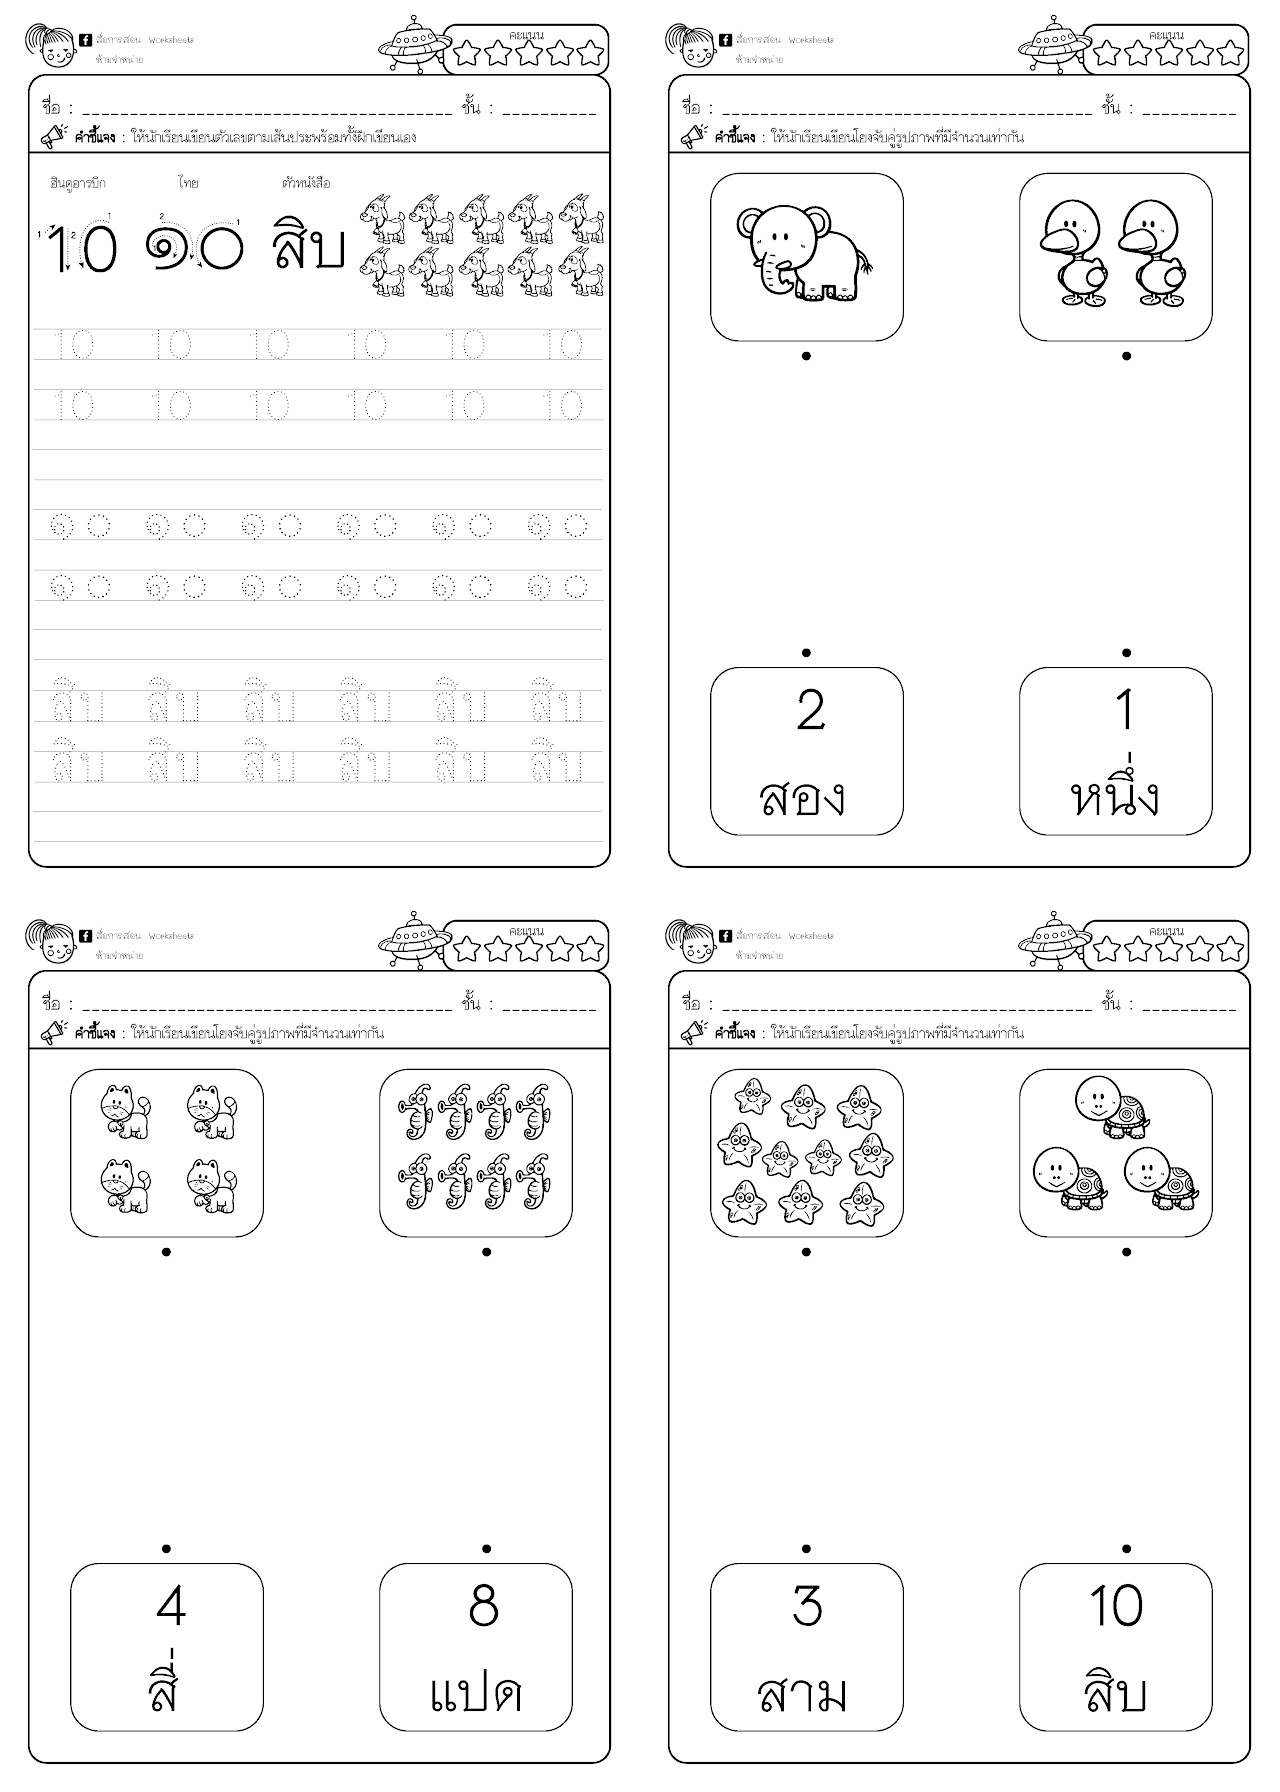 สื่อการสอน Worksheets
ห้ามจำหน่าย
คะแนน
ชื่อ : ชั้น :
คำชี้แจง : ให้นักเรียนเขียนตัวเลขตามเส้นประพร้อมทั้งฝึกเขียนเอง
ฮินดูอารบิก ไทย ตัวหนังสือ
1 1 2 2 1
10 ๑๐ สิบ
10 10 10 10 10 10
10 10 10 10 10 10
๑๐ ๑๐ ๑๐ ๑๐ ๑๐ ๑๐
๑๐ ๑๐ ๑๐ ๑๐ ๑๐ ๑๐
สิบ สิบ สิบ สิบ สิบ สิบ
สิบ สิบ สิบ สิบ สิบ สิบ
สื่อการสอน Worksheets
ห้ามจำหน่าย
คะแนน
ชื่อ : ชั้น :
คำชี้แจง : ให้นักเรียนเขียนโยงจับคู่รูปภาพที่มีจำนวนเท่ากัน
2 1
สอง หนึ่ง
สื่อการสอน Worksheets
ห้ามจำหน่าย
คะแนน
ชื่อ : ชั้น :
คำชี้แจง : ให้นักเรียนเขียนโยงจับคู่รูปภาพที่มีจำนวนเท่ากัน
4 8
สี่ แปด
สื่อการสอน Worksheets
ห้ามจำหน่าย
คะแนน
ชื่อ : ชั้น :
คำชี้แจง : ให้นักเรียนเขียนโยงจับคู่รูปภาพที่มีจำนวนเท่ากัน
3 10
สาม สิบ